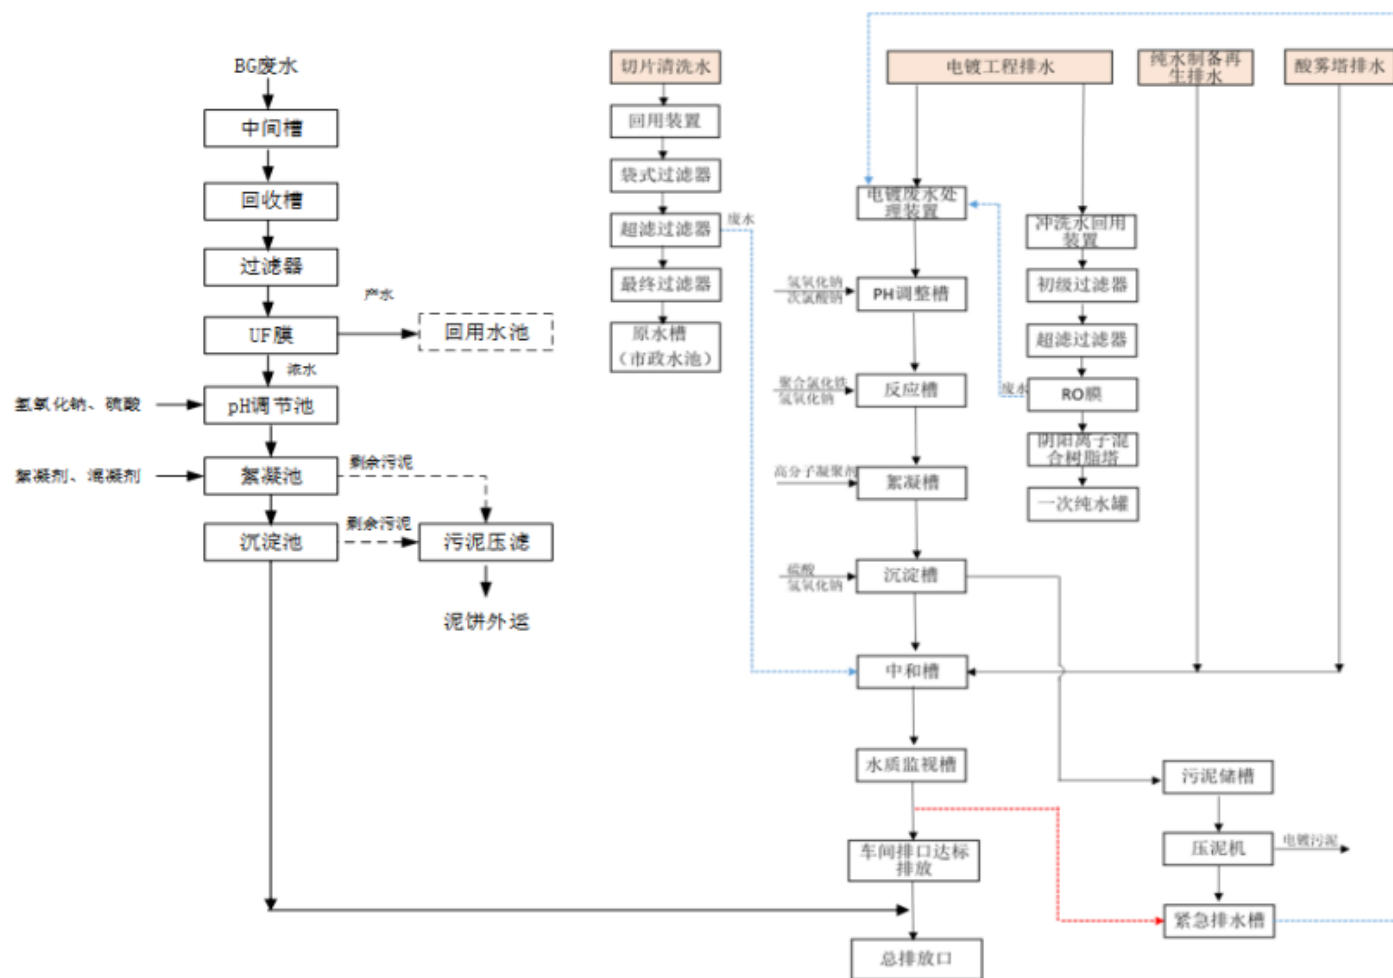 BG废水
中间槽
回收槽
过滤器
产水
UF膜
回用水池
浓水
氢氧化钠、硫酸
pH调节池
絮凝剂、混凝剂
絮凝池
剩余污泥
沉淀池
剩余污泥
污泥压滤
泥饼外运
切片清洗水
回用装置
袋式过滤器
超滤过滤器
废水
最终过滤器
原水槽
（市政水池）
电镀工程排水
电镀废水处
理装置
氢氧化钠
次氯酸钠
PH调整槽
聚合氯化铁
氢氧化钠
反应槽
高分子凝聚剂
絮凝槽
硫酸
氢氧化钠
沉淀槽
中和槽
水质监视槽
车间排口达标
排放
总排放口
冲洗水回用
装置
初级过滤器
超滤过滤器
废水
RO膜
阴阳离子混
合树脂塔
一次纯水罐
纯水制备再
生排水
酸雾塔排水
污泥储槽
压泥机
电镀污泥
紧急排水槽